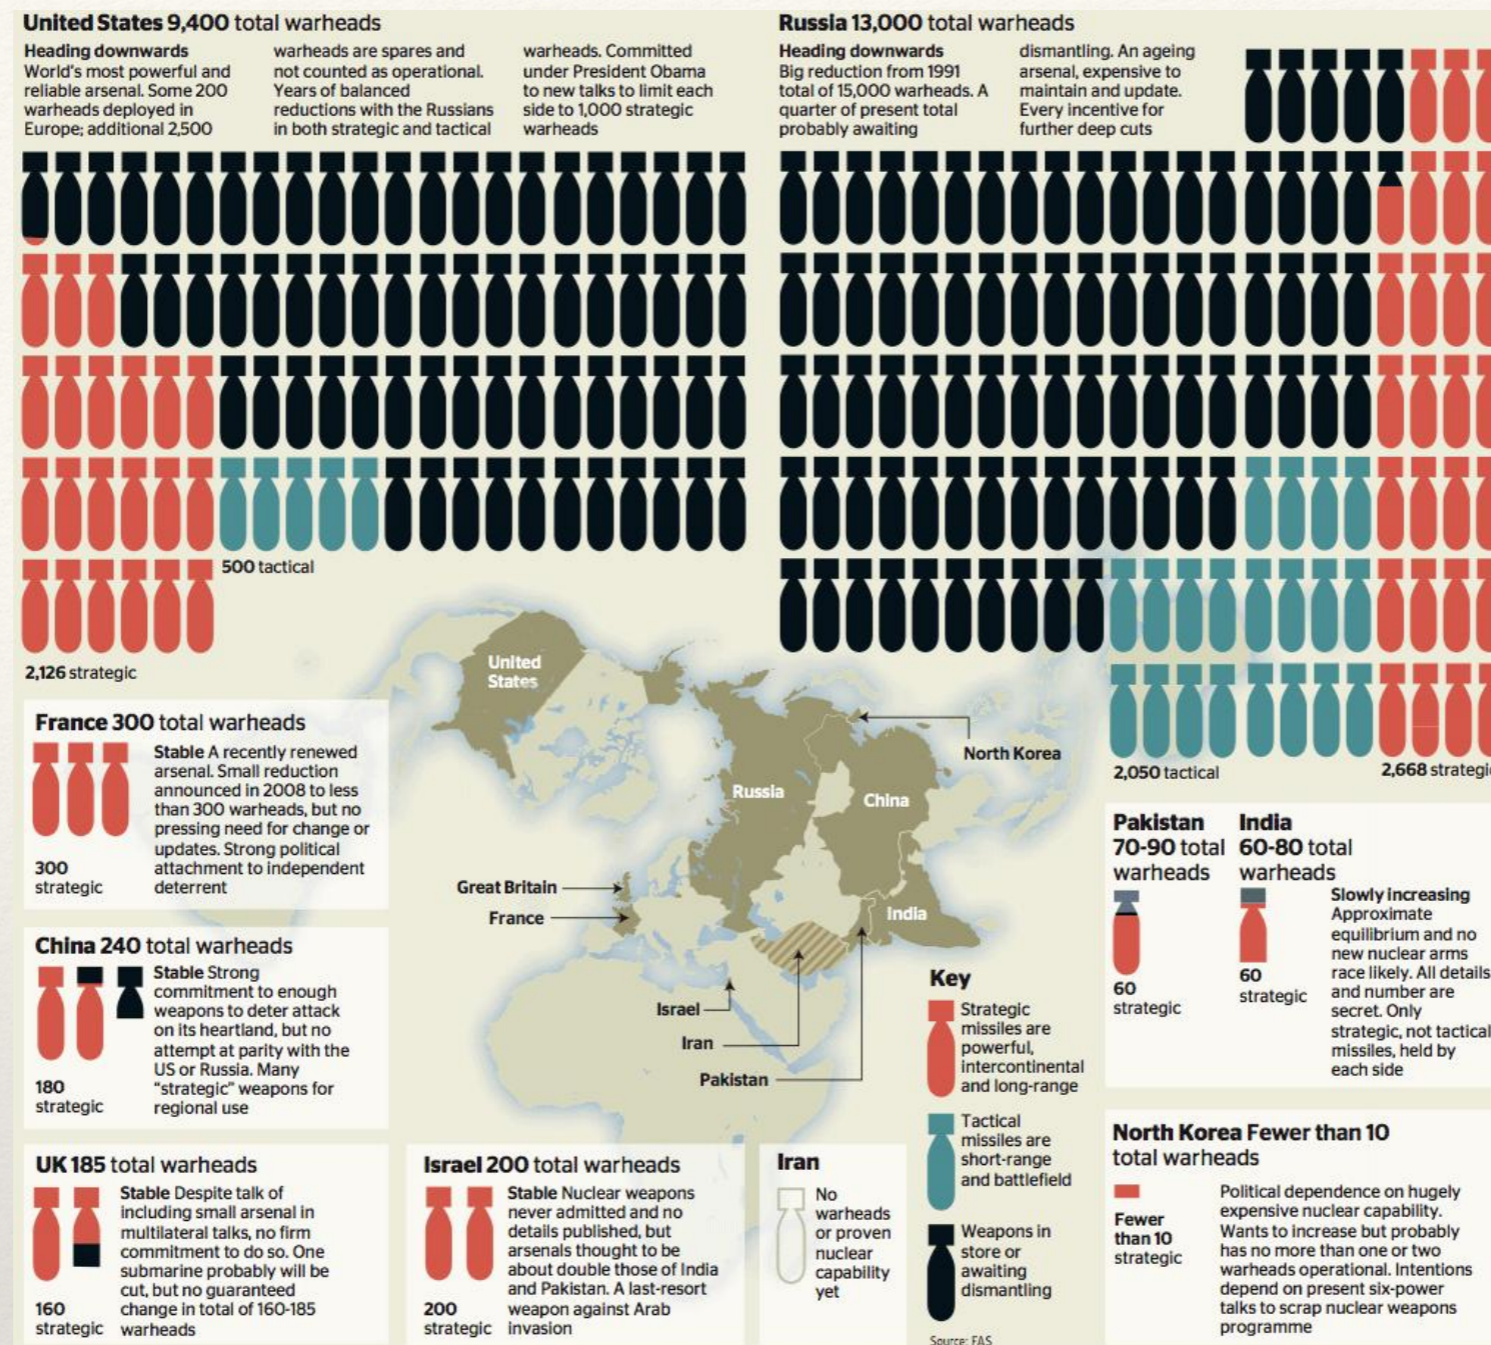 United States 9,400 total warheads
Heading downwards
World's most powerful and
reliable arsenal. Some 200
warheads deployed in
Europe; additional 2,500
warheads are spares and
not counted as operational.
Years of balanced
reductions with the Russians
in both strategic and tactical
warheads. Committed
under President Obama
to new talks to limit each
side to 1,000 strategic
warheads
500 tactical
2,126 strategic
Russia 13,000 total warheads
Heading downwards
Big reduction from 1991
total of 15,000 warheads. A
quarter of present total
probably awaiting
dismantling. An ageing
arsenal, expensive to
maintain and update.
Every incentive for
further deep cuts
2,050 tactical
2,668 strategic
France 300 total warheads
Stable A recently renewed
arsenal. Small reduction
announced in 2008 to less
than 300 warheads, but no
pressing need for change or
updates. Strong political
attachment to independent
deterrent
300
strategic
China 240 total warheads
Stable Strong
commitment to enough
weapons to deter attack
on its heartland, but no
attempt at parity with the
US or Russia. Many
"strategic" weapons for
regional use
180
strategic
UK 185 total warheads
Stable Despite talk of
including small arsenal in
multilateral talks, no firm
commitment to do so. One
submarine probably will be
cut, but no guaranteed
change in total of 160-185
warheads
160
strategic
Israel 200 total warheads
Stable Nuclear weapons
never admitted and no
details published, but
arsenals thought to be
about double those of India
and Pakistan. A last-resort
weapon against Arab
invasion
200
strategic
Iran
No
warheads
or proven
nuclear
capability
yet
United
States
North Korea
Russia
China
Great Britain
France
India
Israel
Iran
Pakistan
Key
Strategic
missiles are
powerful,
intercontinental
and long-range
Tactical
missiles are
short-range
and battlefield
Weapons in
store or
awaiting
dismantling
Source: FAS
Pakistan
70-90 total
warheads
60
strategic
India
60-80 total
warheads
60
strategic
Slowly increasing
Approximate
equilibrium and no
new nuclear arms
race likely. All details
and number are
secret. Only
strategic, not tactical
missiles, held by
each side
North Korea Fewer than 10
total warheads
Fewer
than 10
strategic
Political dependence on hugely
expensive nuclear capability.
Wants to increase but probably
has no more than one or two
warheads operational. Intentions
depend on present six-power
talks to scrap nuclear weapons
programme